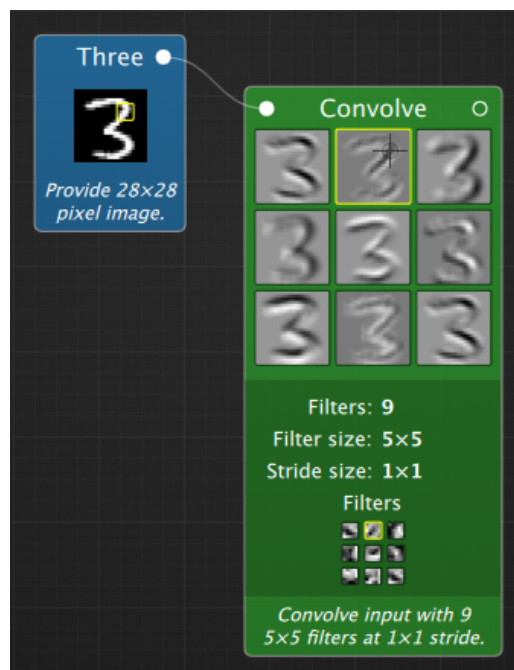 Three
Provide 28×28
pixel image.
Convolve
Filters: 9
Filter size: 5×5
Stride size: 1×1
Filters
Convolve input with 9
5×5 filters at 1×1 stride.